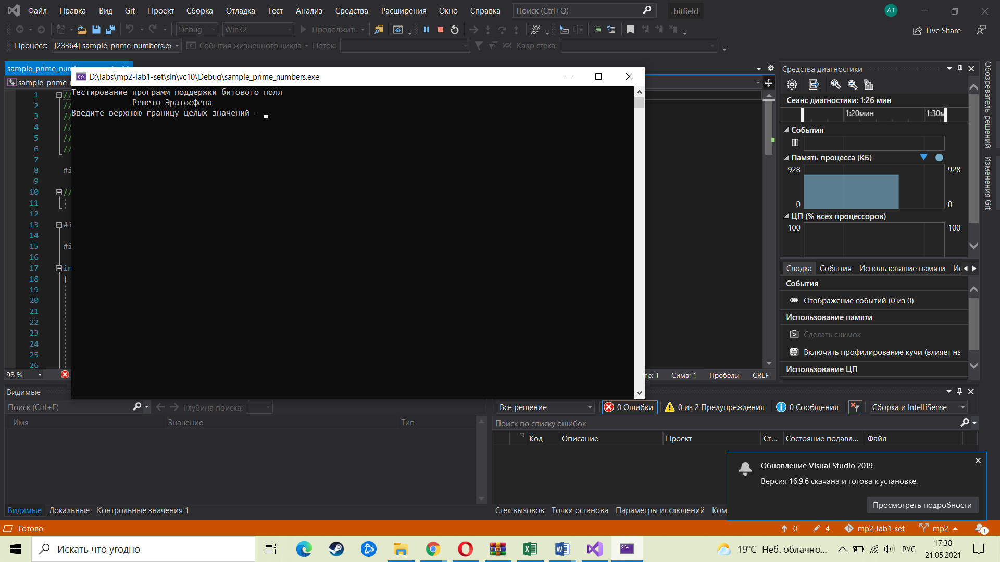 Файл Правка Вид Git Проект Сборка Отладка Тест Анализ Средства Расширения Окно Справка Поиск (Ctrl+Q) bitfield AT
Debug Win32 Продолжить Live Share
Процесс: [23364] sample_prime_numbers.ex События жизненного цикла Поток: Кадр стека:
sample_prime_num
sample_prime_
D:\labs\mp2-lab1-set\sln\vc10\Debug\sample_prime_numbers.exe
Тестирование программ поддержки битового поля
Решето Эратосфена
Введите верхнюю границу целых значений -
1 //
2 //
3 //
4 //
5 //
6 //
7
8 #i
9
10 //
11
12
13 #i
14
15 #i
16
17 in
18 {
19
20
21
22
23
24
25
26
98 %
тр: 1 Симв: 1 Пробелы CRLF
Средства диагностики
Сеанс диагностики: 1:26 мин
1:20мин 1:30м
События
Память процесса (КБ)
928 928
0 0
ЦП (% всех процессоров)
100 100
Сводка События Использование памяти Ис
События
Отображение событий (0 из 0)
Использование памяти
Сделать снимок
Включить профилирование кучи (влияет на
Использование ЦП
Обозреватель решений
Изменения Git
Видимые
Поиск (Ctrl+E) Глубина поиска:
Имя Значение Тип
Видимые Локальные Контрольные значения 1
Все решение 0 Ошибки 0 из 2 Предупреждения 0 Сообщения Сборка и IntelliSense
Поиск по списку ошибок
Код Описание Проект Ст... Состояние подавл... Файл
Стек вызовов Точки останова Параметры исключений Ком
Обновление Visual Studio 2019
Версия 16.9.6 скачана и готова к установке.
Просмотреть подробности
Готово 0 4 mp2-lab1-set mp2 3
Искать что угодно
19°C Неб. облачно... РУС 17:38
21.05.2021